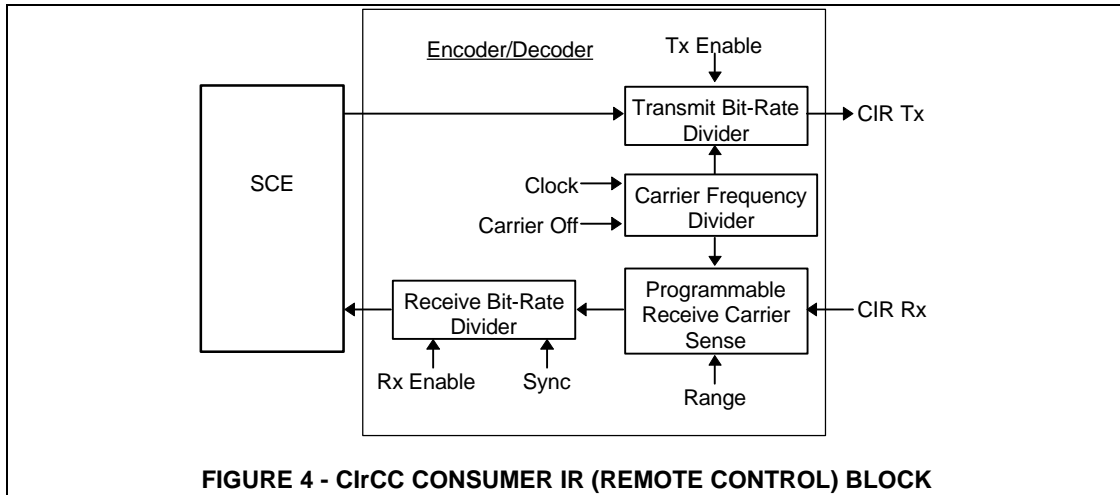 Encoder/Decoder
Tx Enable
Transmit Bit-Rate
Divider
CIR Tx
SCE
Clock
Carrier Off
Carrier Frequency
Divider
Receive Bit-Rate
Divider
Programmable
Receive Carrier
Sense
CIR Rx
Rx Enable
Sync
Range
FIGURE 4 - CIrCC CONSUMER IR (REMOTE CONTROL) BLOCK